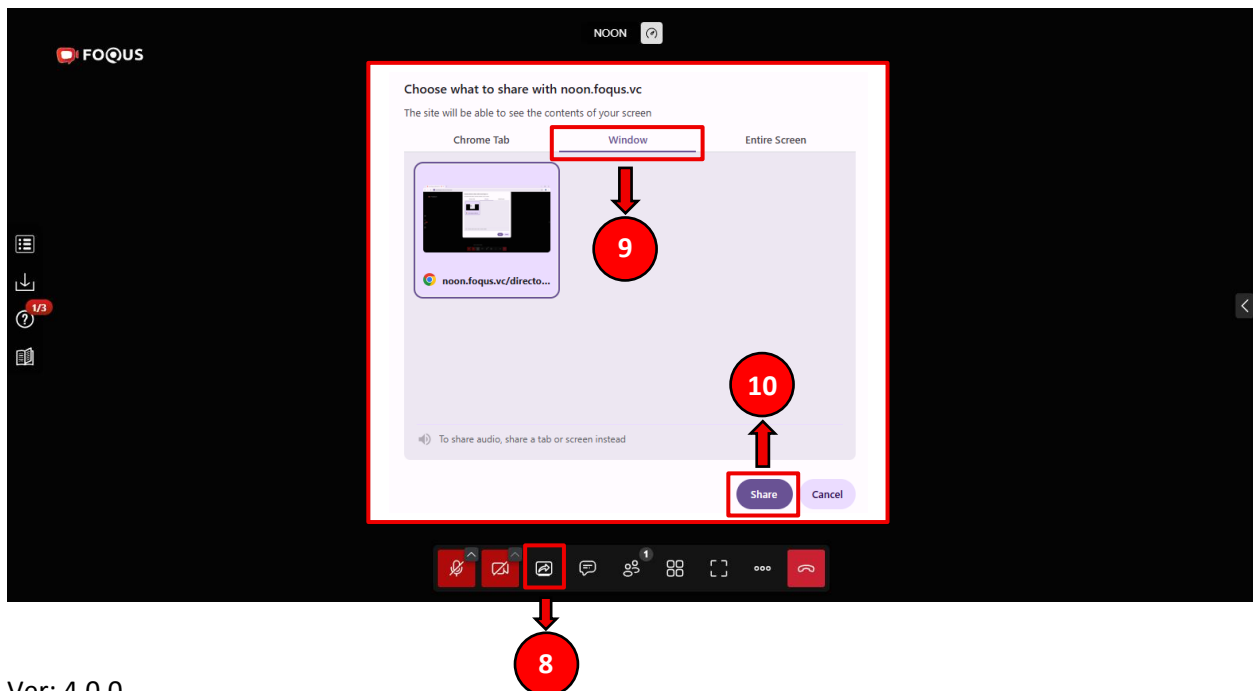 NOON
FOQUS
Choose what to share with noon.foqus.vc
The site will be able to see the contents of your screen
Chrome Tab Window Entire Screen
9
noon.foqus.vc/directo...
1/3
10
To share audio, share a tab or screen instead
Share Cancel
1
8
Ver: 4.0.0